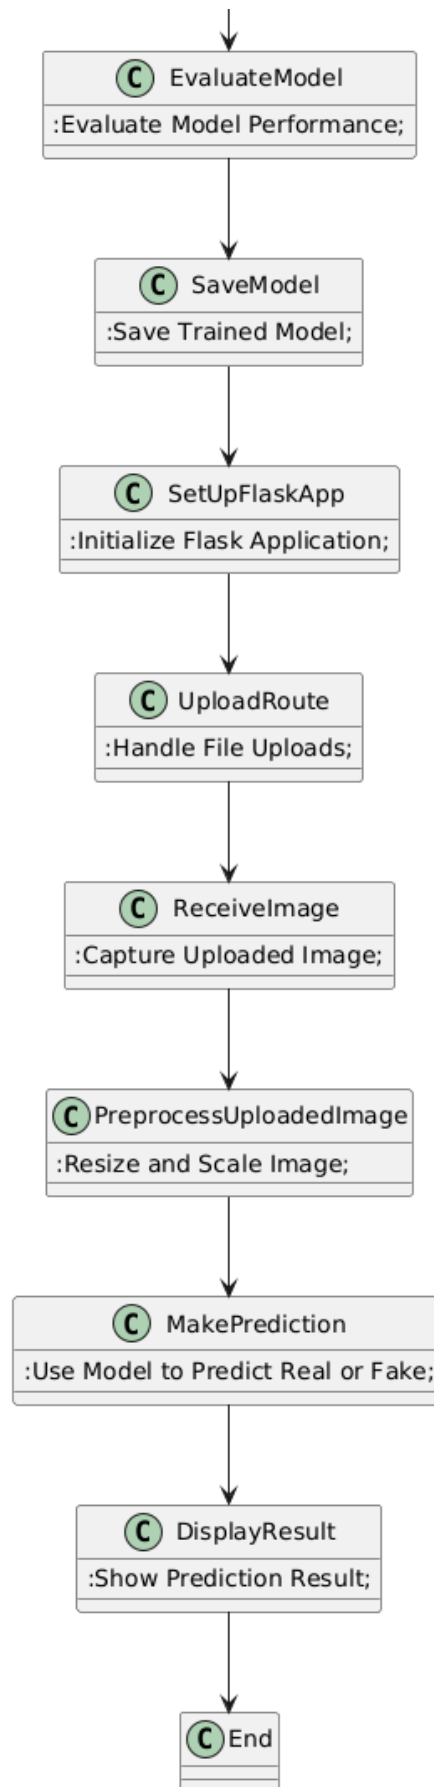 C EvaluateModel
:Evaluate Model Performance;
C SaveModel
:Save Trained Model;
C SetUpFlaskApp
:Initialize Flask Application;
C UploadRoute
:Handle File Uploads;
C ReceiveImage
:Capture Uploaded Image;
C PreprocessUploadedImage
:Resize and Scale Image;
C MakePrediction
:Use Model to Predict Real or Fake;
C DisplayResult
:Show Prediction Result;
C End